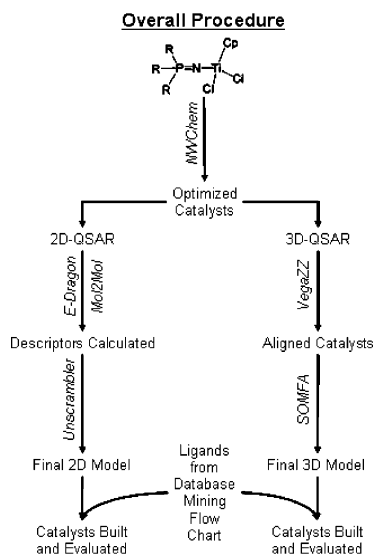 Overall Procedure
R
Cp
R-P=N-Ti
Cl
R
Cl
NWChem
Optimized
Catalysts
2D-QSAR
3D-QSAR
E-Dragon
Mol2Mol
VegaZZ
Descriptors Calculated
Aligned Catalysts
Unscrambler
SOMFA
Final 2D Model
Ligands
from
Database
Mining
Flow
Chart
Final 3D Model
Catalysts Built
and Evaluated
Catalysts Built
and Evaluated